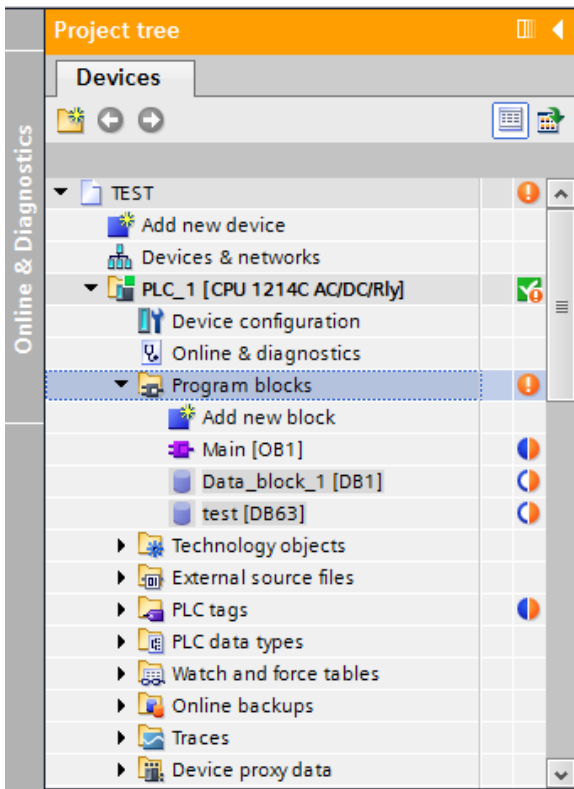 Project tree
Devices
Online & Diagnostics
TEST
Add new device
Devices & networks
PLC_1 [CPU 1214C AC/DC/Rly]
Device configuration
Online & diagnostics
Program blocks
Add new block
Main [OB1]
Data_block_1 [DB1]
test [DB63]
Technology objects
External source files
PLC tags
PLC data types
Watch and force tables
Online backups
Traces
Device proxy data